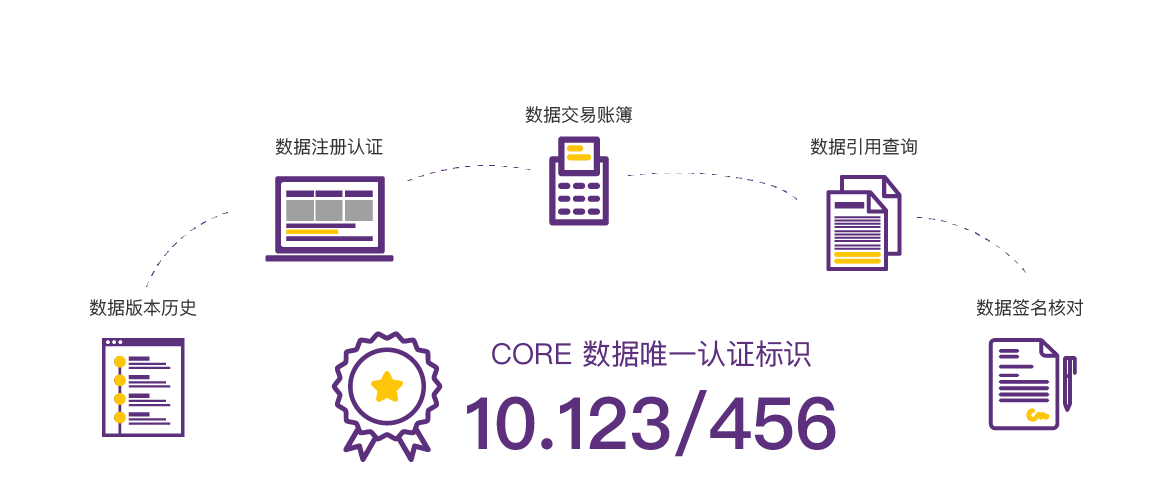 数据交易账簿
数据注册认证
数据引用查询
数据版本历史
数据签名核对
CORE 数据唯一认证标识
10.123/456